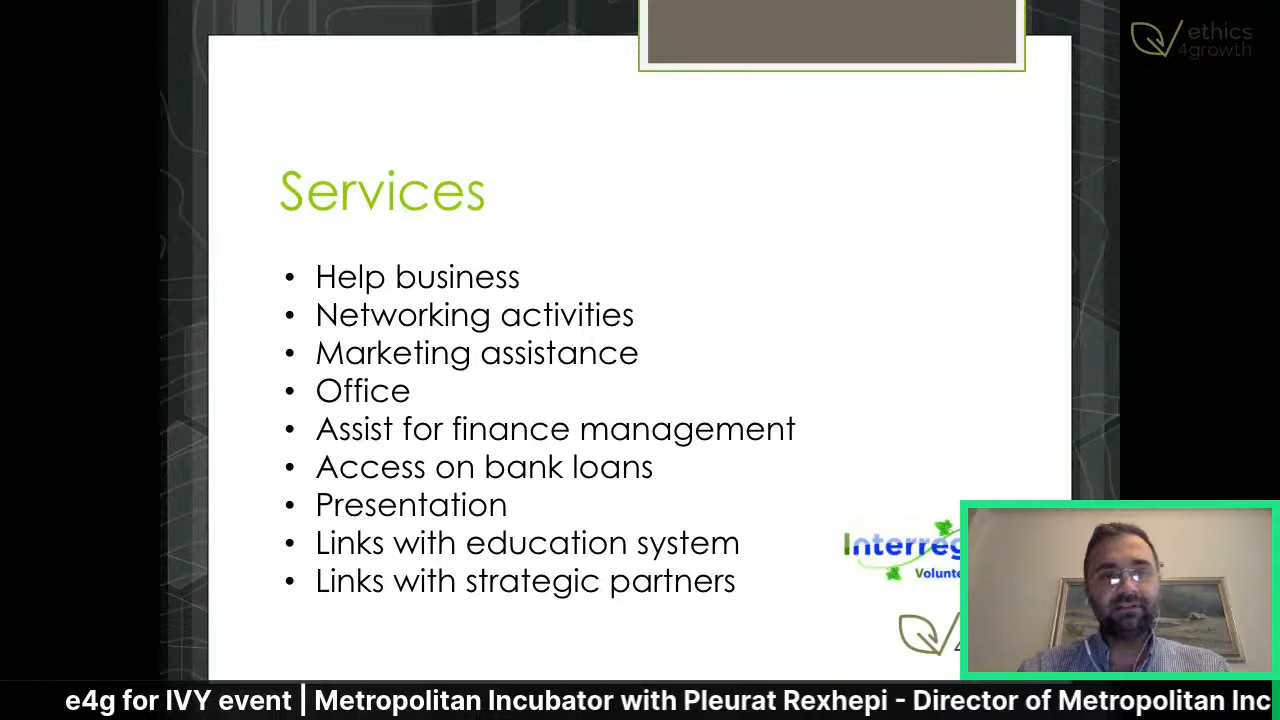 ethics
4growth
Services
• Help business
• Networking activities
• Marketing assistance
• Office
• Assist for finance management
• Access on bank loans
• Presentation
• Links with education system
• Links with strategic partners
Interreg
Volunte
e4g for IVY event | Metropolitan Incubator with Pleurat Rexhepi - Director of Metropolitan Inc